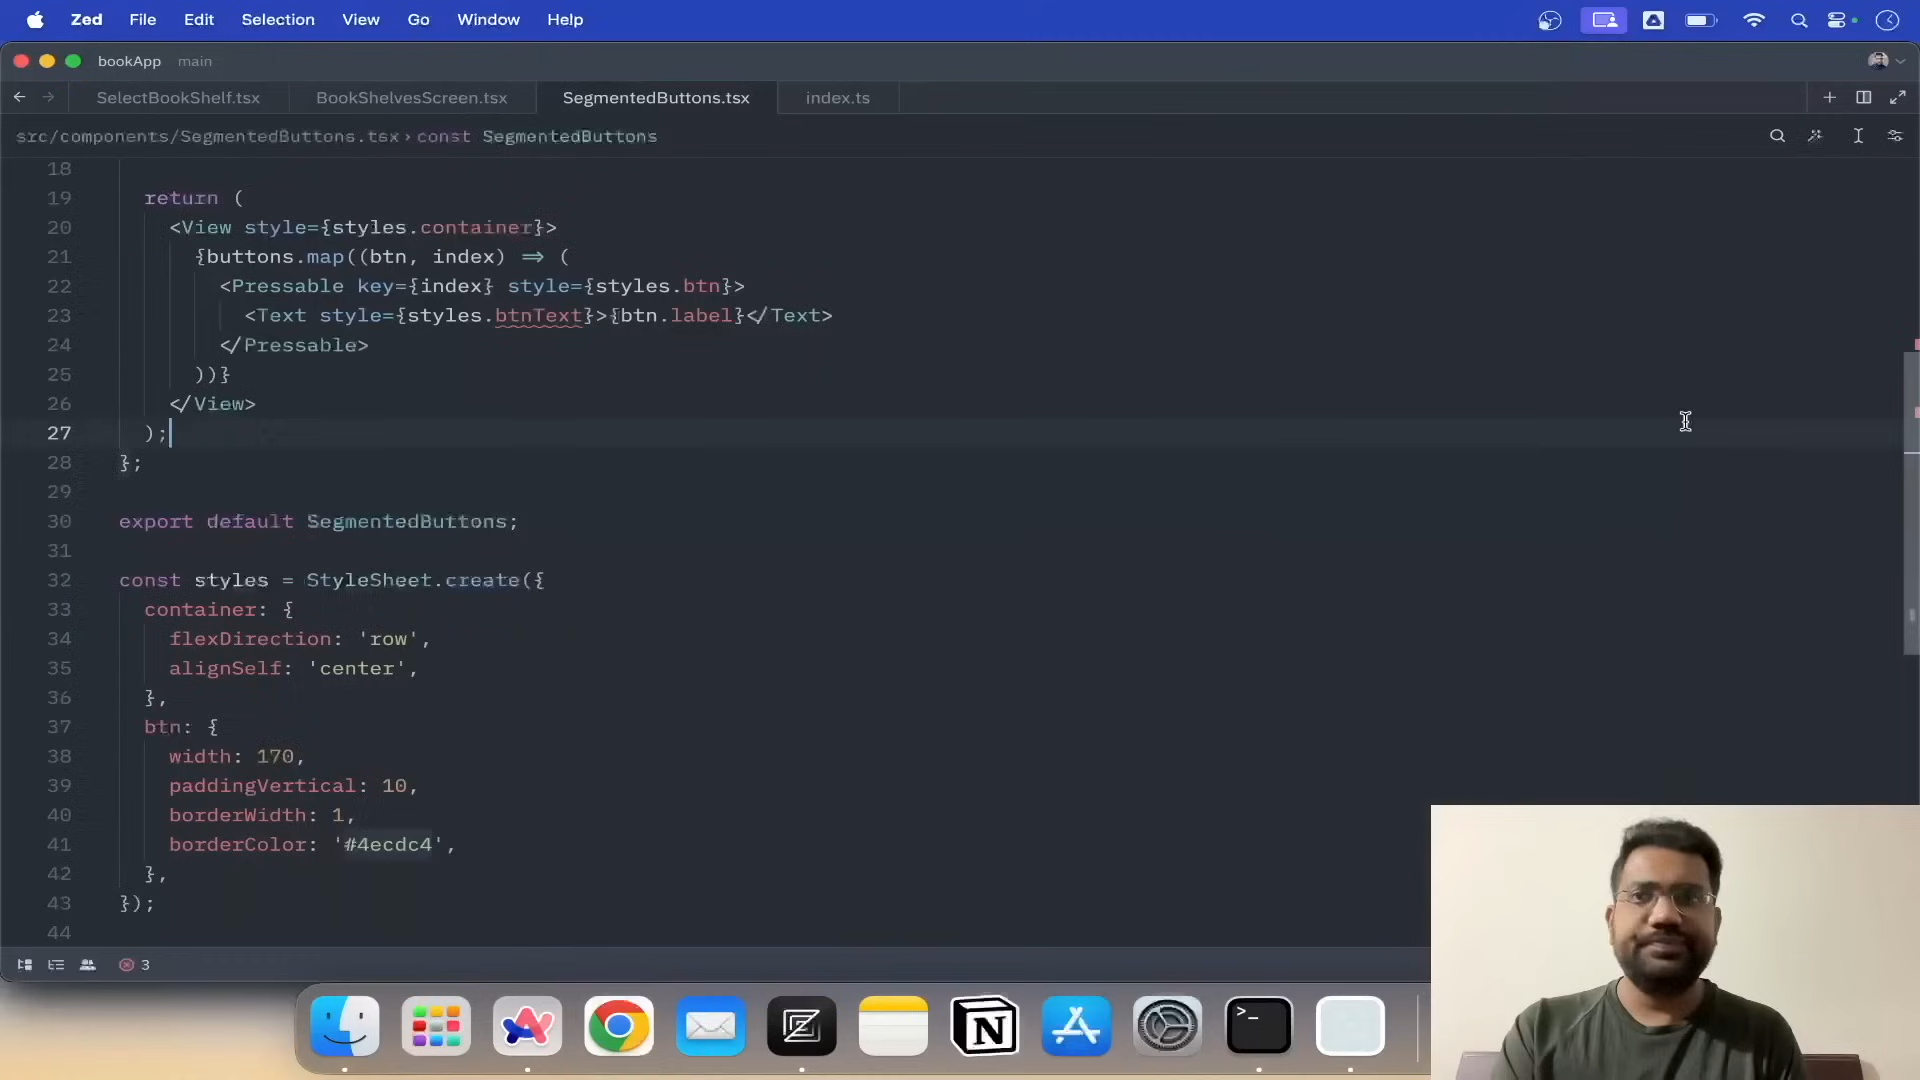 Zed File Edit Selection View Go Window Help
bookApp main
SelectBookShelf.tsx BookShelvesScreen.tsx SegmentedButtons.tsx index.ts
src/components/SegmentedButtons.tsx › const SegmentedButtons
18
19 return (
20 <View style={styles.container}>
21 {buttons.map((btn, index) => (
22 <Pressable key={index} style={styles.btn}>
23 <Text style={styles.btnText}>{btn.label}</Text>
24 </Pressable>
25 ))}
26 </View>
27 );
28 };
29
30 export default SegmentedButtons;
31
32 const styles = StyleSheet.create({
33 container: {
34 flexDirection: 'row',
35 alignSelf: 'center',
36 },
37 btn: {
38 width: 170,
39 paddingVertical: 10,
40 borderWidth: 1,
41 borderColor: '#4ecdc4',
42 },
43 });
44
3